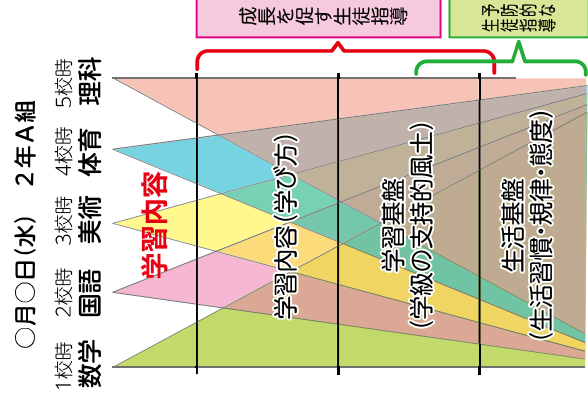 成長を促す生徒指導
予防的な
生徒指導
○月○日(水) 2年A組
5校時
理科
4校時
体育
3校時
美術
2校時
国語
1校時
数学
学習内容
学習内容(学び方)
学習基盤
(学級の支持的風土)
生活基盤
(生活習慣・規律・態度)